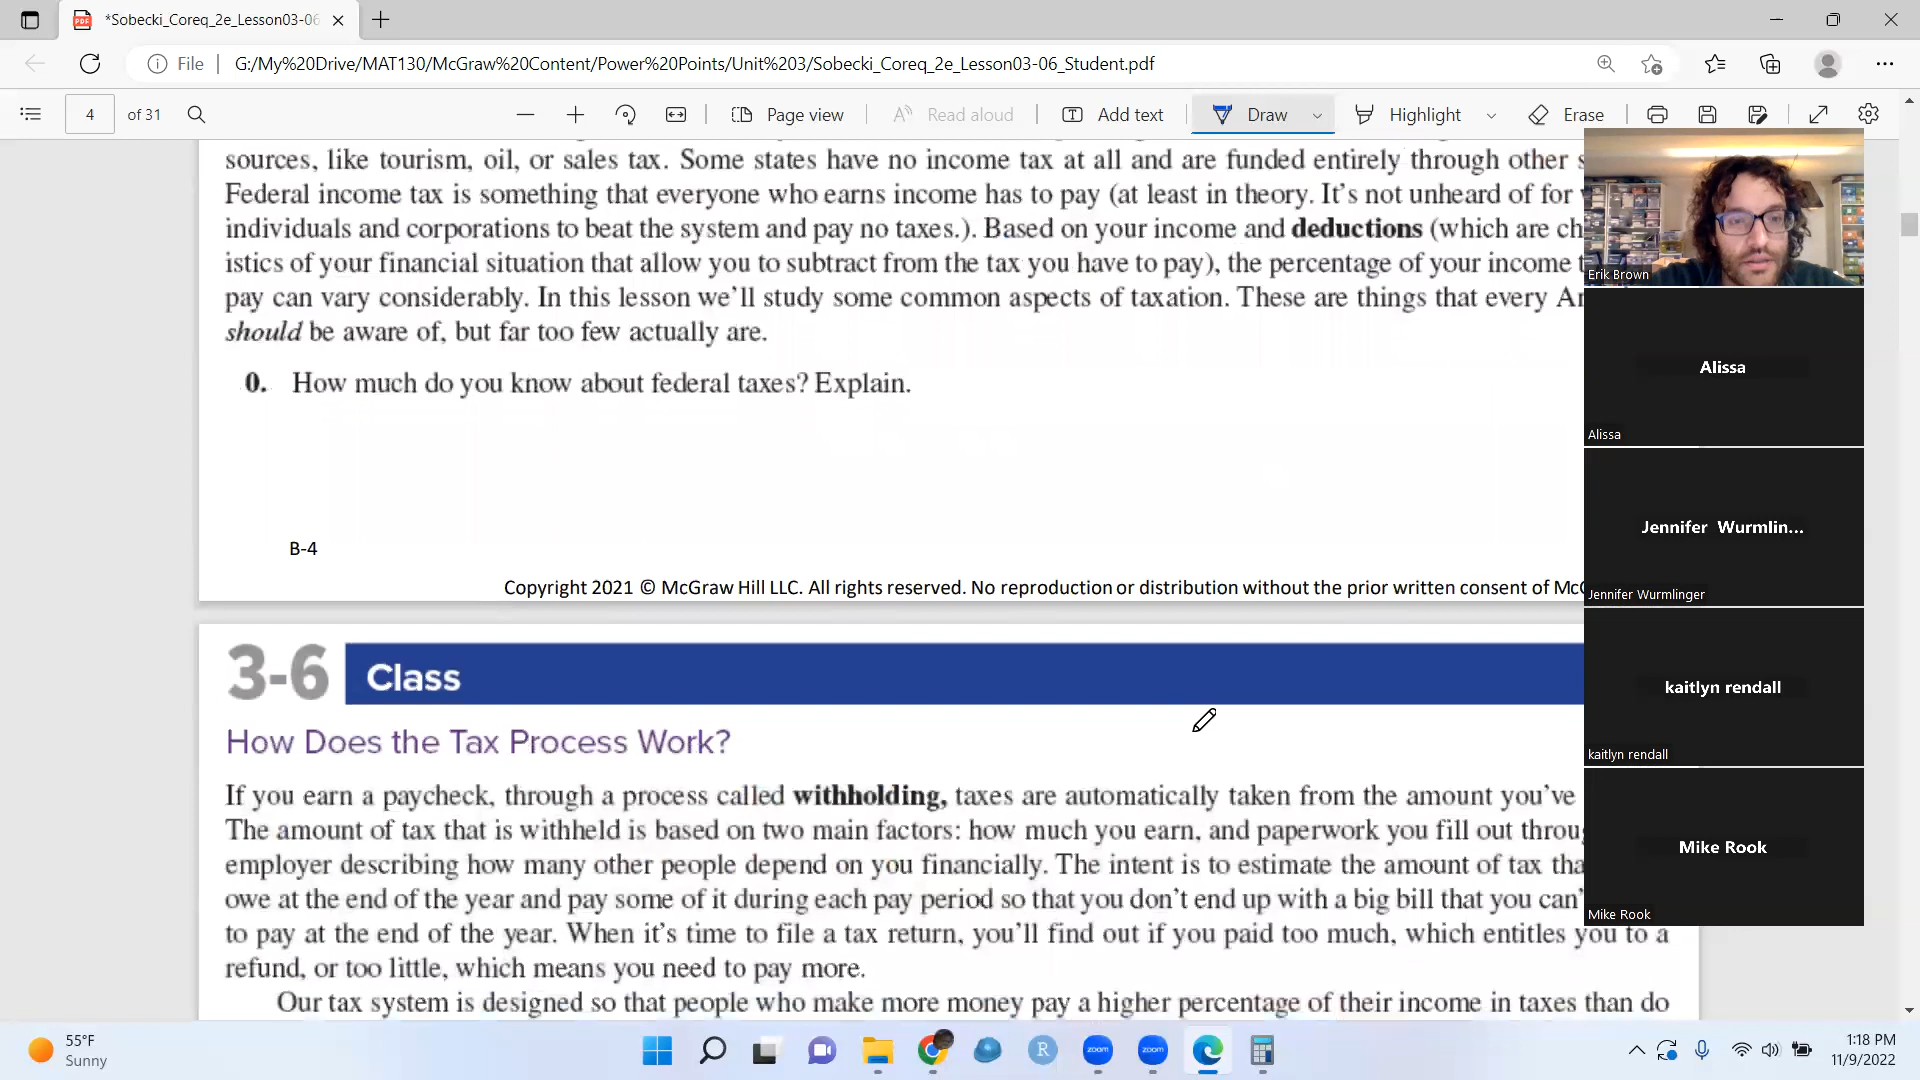 *Sobecki_Coreq_2e_Lesson03-06
File
G:/My%20Drive/MAT130/McGraw%20Content/Power%20Points/Unit%203/Sobecki_Coreq_2e_Lesson03-06_Student.pdf
4 of 31
Page view
Read aloud
Add text
Draw
Highlight
Erase
sources, like tourism, oil, or sales tax. Some states have no income tax at all and are funded entirely through other s
Federal income tax is something that everyone who earns income has to pay (at least in theory. It's not unheard of for
individuals and corporations to beat the system and pay no taxes.). Based on your income and deductions (which are ch
istics of your financial situation that allow you to subtract from the tax you have to pay), the percentage of your income t
pay can vary considerably. In this lesson we'll study some common aspects of taxation. These are things that every Ar
should be aware of, but far too few actually are.
0. How much do you know about federal taxes? Explain.
B-4
Copyright 2021 © McGraw Hill LLC. All rights reserved. No reproduction or distribution without the prior written consent of McG
3-6 Class
How Does the Tax Process Work?
If you earn a paycheck, through a process called withholding, taxes are automatically taken from the amount you've
The amount of tax that is withheld is based on two main factors: how much you earn, and paperwork you fill out throug
employer describing how many other people depend on you financially. The intent is to estimate the amount of tax tha
owe at the end of the year and pay some of it during each pay period so that you don't end up with a big bill that you can'
to pay at the end of the year. When it's time to file a tax return, you'll find out if you paid too much, which entitles you to a
refund, or too little, which means you need to pay more.
Our tax system is designed so that people who make more money pay a higher percentage of their income in taxes than do
Erik Brown
Alissa
Alissa
Jennifer Wurmlin...
Jennifer Wurmlinger
kaitlyn rendall
kaitlyn rendall
Mike Rook
Mike Rook
55°F
Sunny
zoom
zoom
1:18 PM
11/9/2022